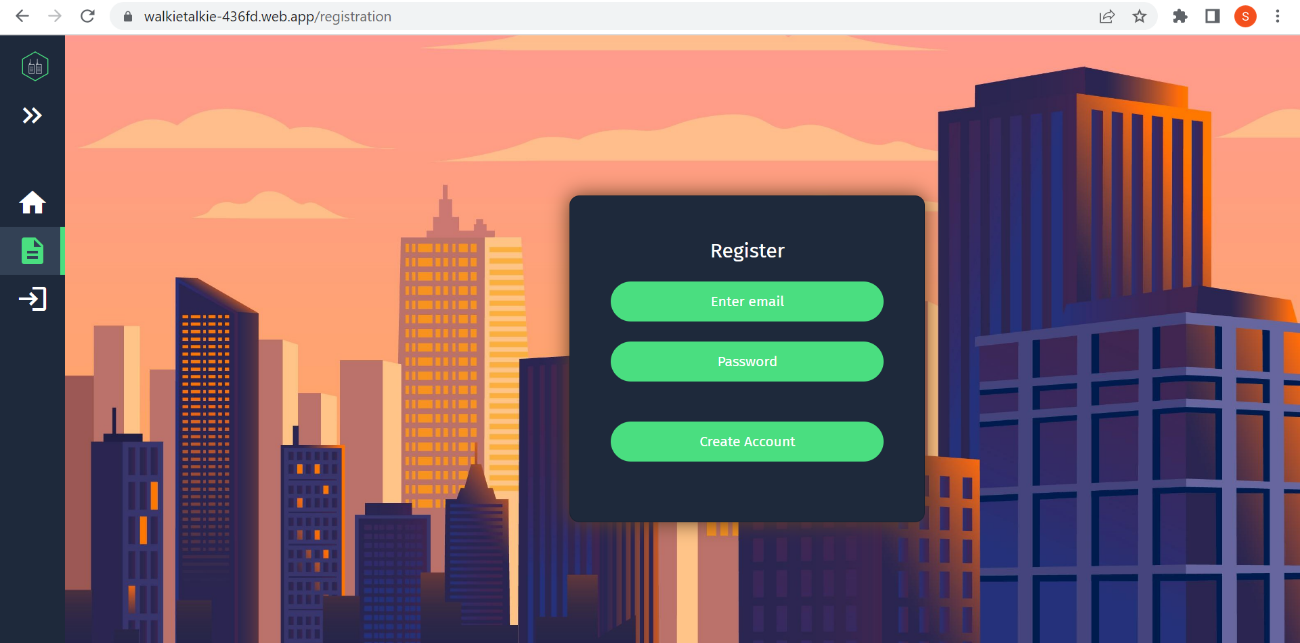 walkietalkie-436fd.web.app/registration
S
Register
Enter email
Password
Create Account